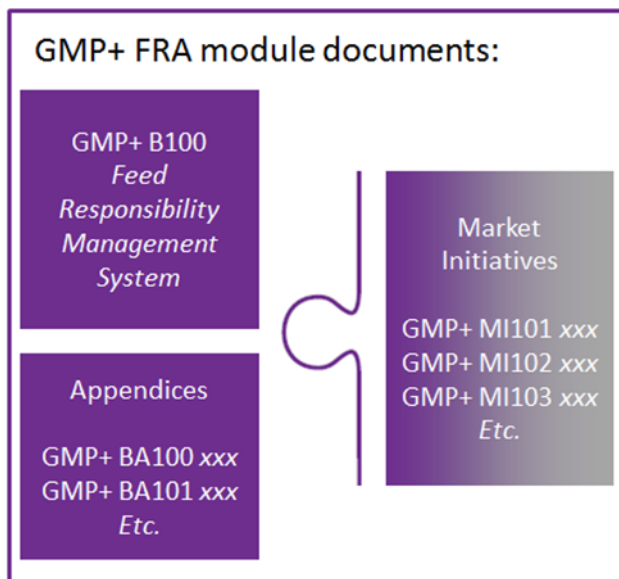 GMP+ FRA module documents:
GMP+ B100
Feed
Responsibility
Management
System
Appendices
GMP+ BA100 xxx
GMP+ BA101 xxx
Etc.
Market
Initiatives
GMP+ MI101 xxx
GMP+ MI102 xxx
GMP+ MI103 xxx
Etc.